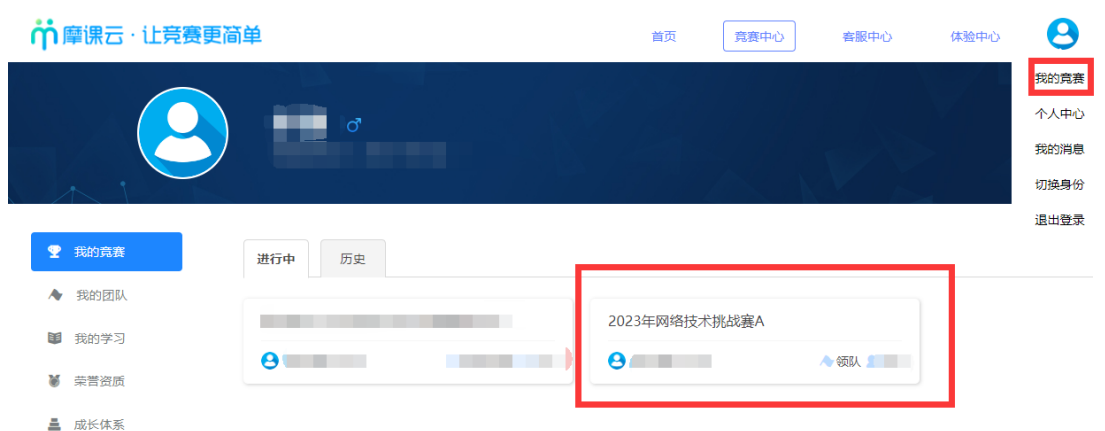 摩课云·让竞赛更简单
首页 竞赛中心 客服中心 体验中心
我的竞赛
个人中心
我的消息
切换身份
退出登录
我的竞赛
我的团队
我的学习
荣誉资质
成长体系
进行中 历史
2023年网络技术挑战赛A
领队